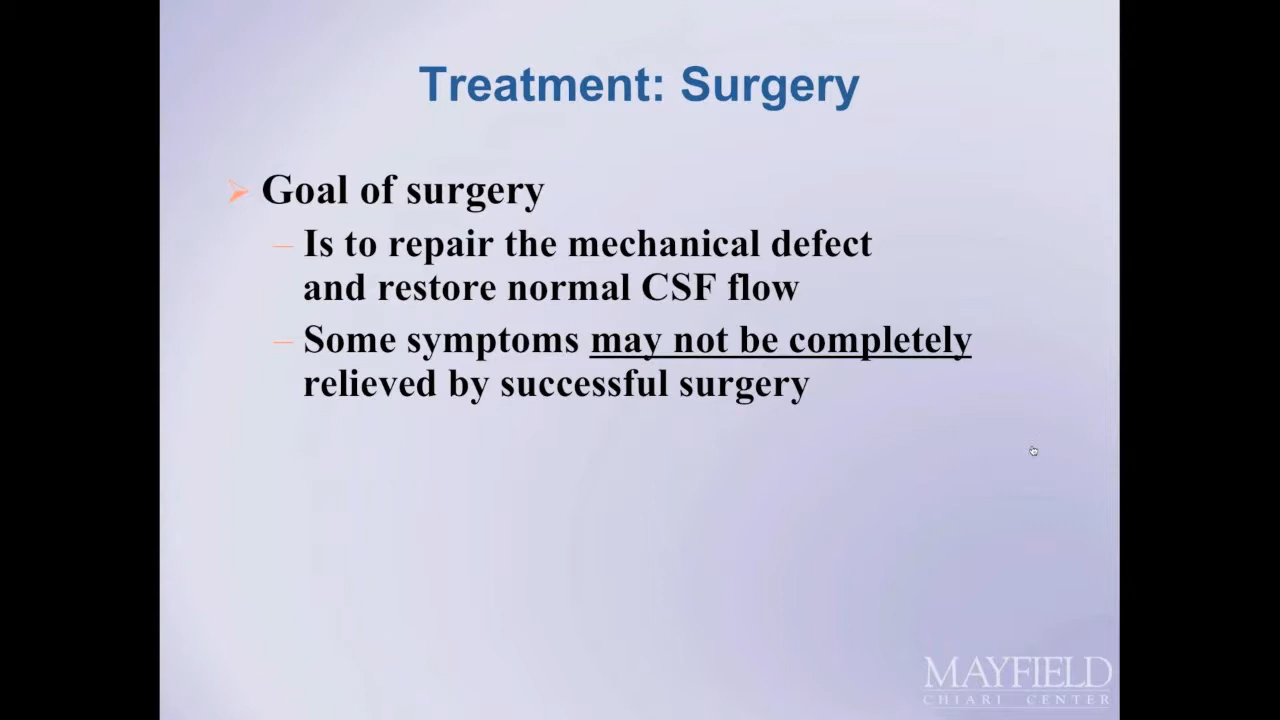 Treatment: Surgery
Goal of surgery
– Is to repair the mechanical defect
and restore normal CSF flow
– Some symptoms may not be completely
relieved by successful surgery
MAYFIELD
CHIARI CENTER